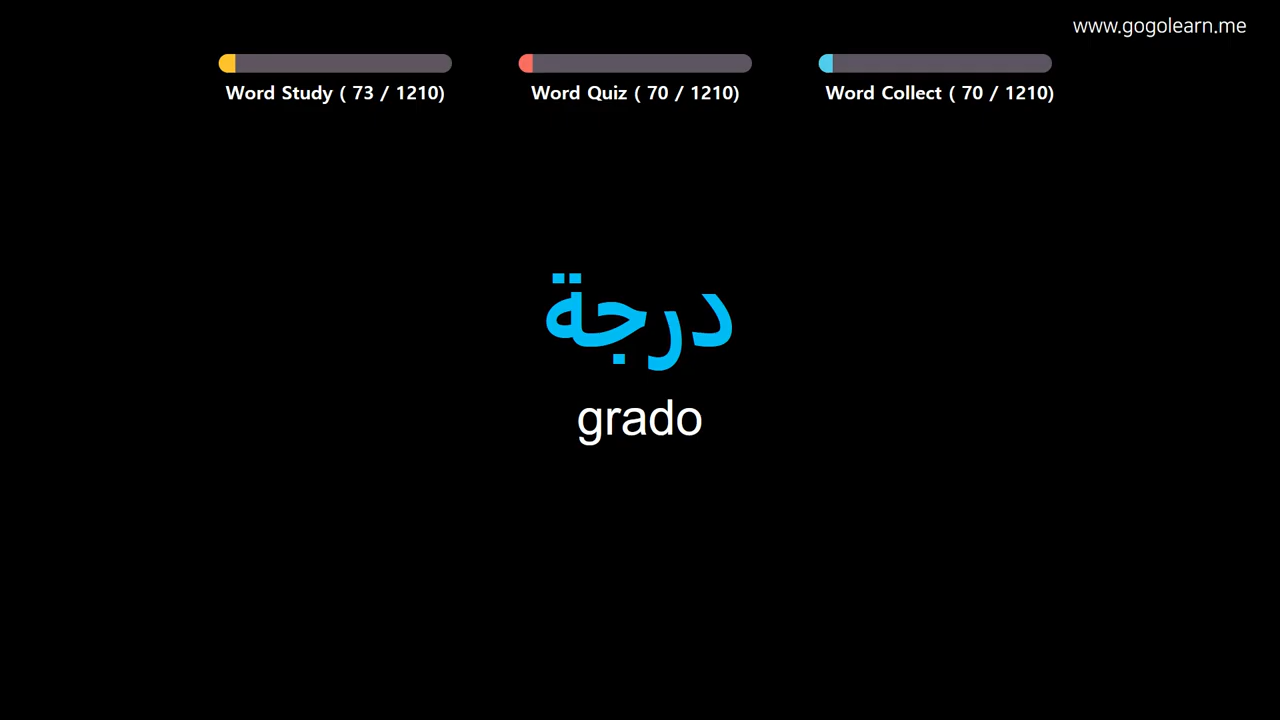 www.gogolearn.me
Word Study ( 73 / 1210)
Word Quiz ( 70 / 1210)
Word Collect ( 70 / 1210)
درجة
grado